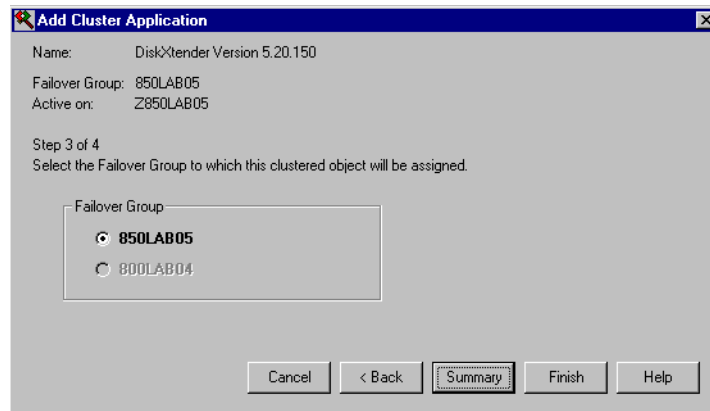 Add Cluster Application
Name: DiskXtender Version 5.20.150
Failover Group: 850LAB05
Active on: Z850LAB05
Step 3 of 4
Select the Failover Group to which this clustered object will be assigned.
Failover Group
850LAB05
800LAB04
Cancel < Back Summary Finish Help